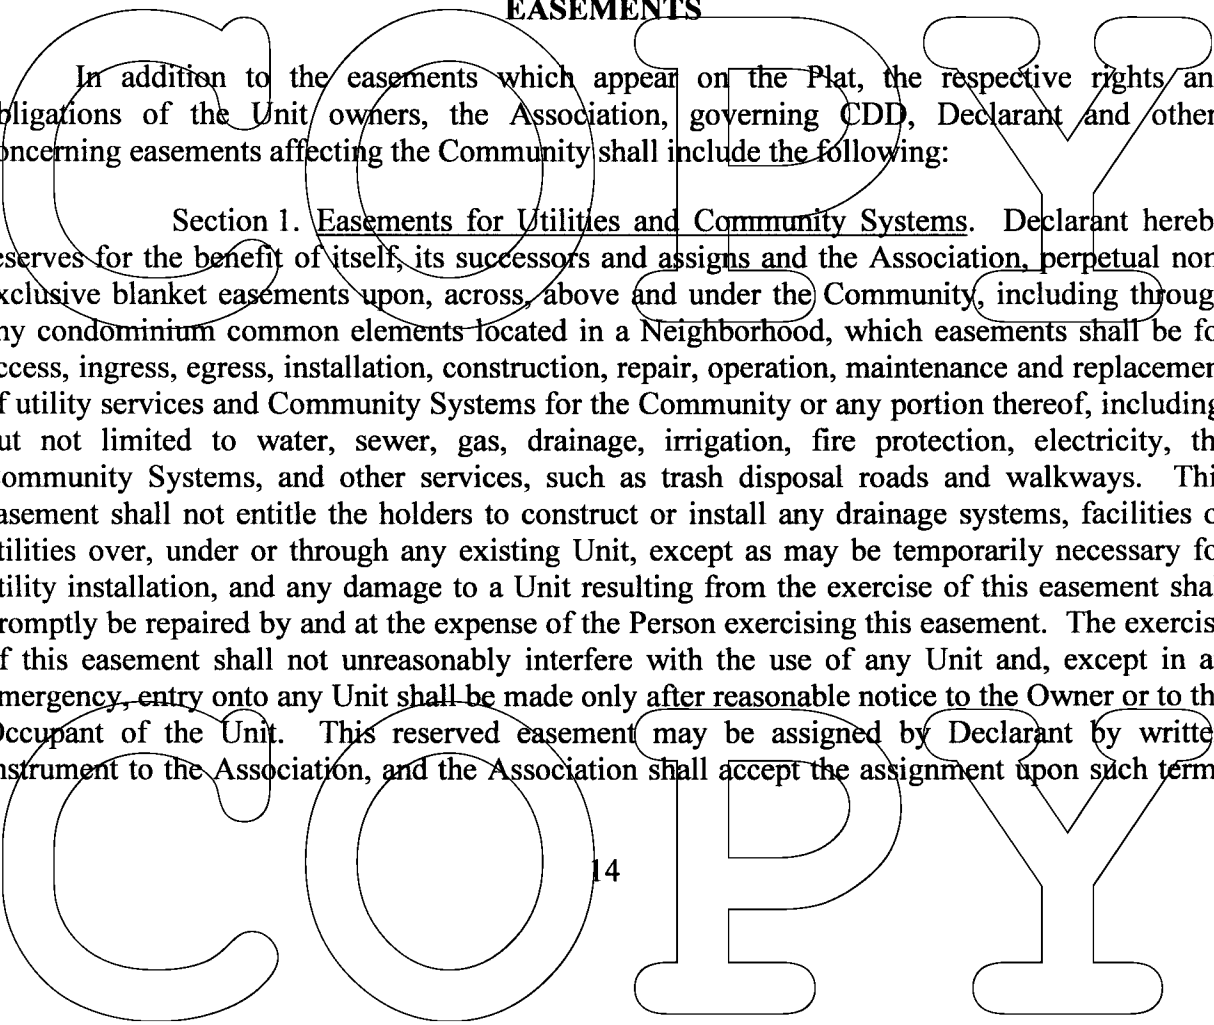 EASEMENTS
In addition to the easements which appear on the Plat, the respective rights an
bligations of the Unit owners, the Association, governing CDD, Declarant and other
oncerning easements affecting the Community shall include the following:
COPY
Section 1. Easements for Utilities and Community Systems. Declarant hereb
eserves for the benefit of itself, its successors and assigns and the Association, perpetual non
xclusive blanket easements upon, across, above and under the Community, including throug
ny condominium common elements located in a Neighborhood, which easements shall be fo
ccess, ingress, egress, installation, construction, repair, operation, maintenance and replacemen
f utility services and Community Systems for the Community or any portion thereof, including
ut not limited to water, sewer, gas, drainage, irrigation, fire protection, electricity, th
ommunity Systems, and other services, such as trash disposal roads and walkways. Thi
asement shall not entitle the holders to construct or install any drainage systems, facilities o
tilities over, under or through any existing Unit, except as may be temporarily necessary fo
tility installation, and any damage to a Unit resulting from the exercise of this easement shal
romptly be repaired by and at the expense of the Person exercising this easement. The exercis
f this easement shall not unreasonably interfere with the use of any Unit and, except in a
mergency, entry onto any Unit shall be made only after reasonable notice to the Owner or to th
Occupant of the Unit. This reserved easement may be assigned by Declarant by writte
nstrument to the Association, and the Association shall accept the assignment upon such term
14
COPY